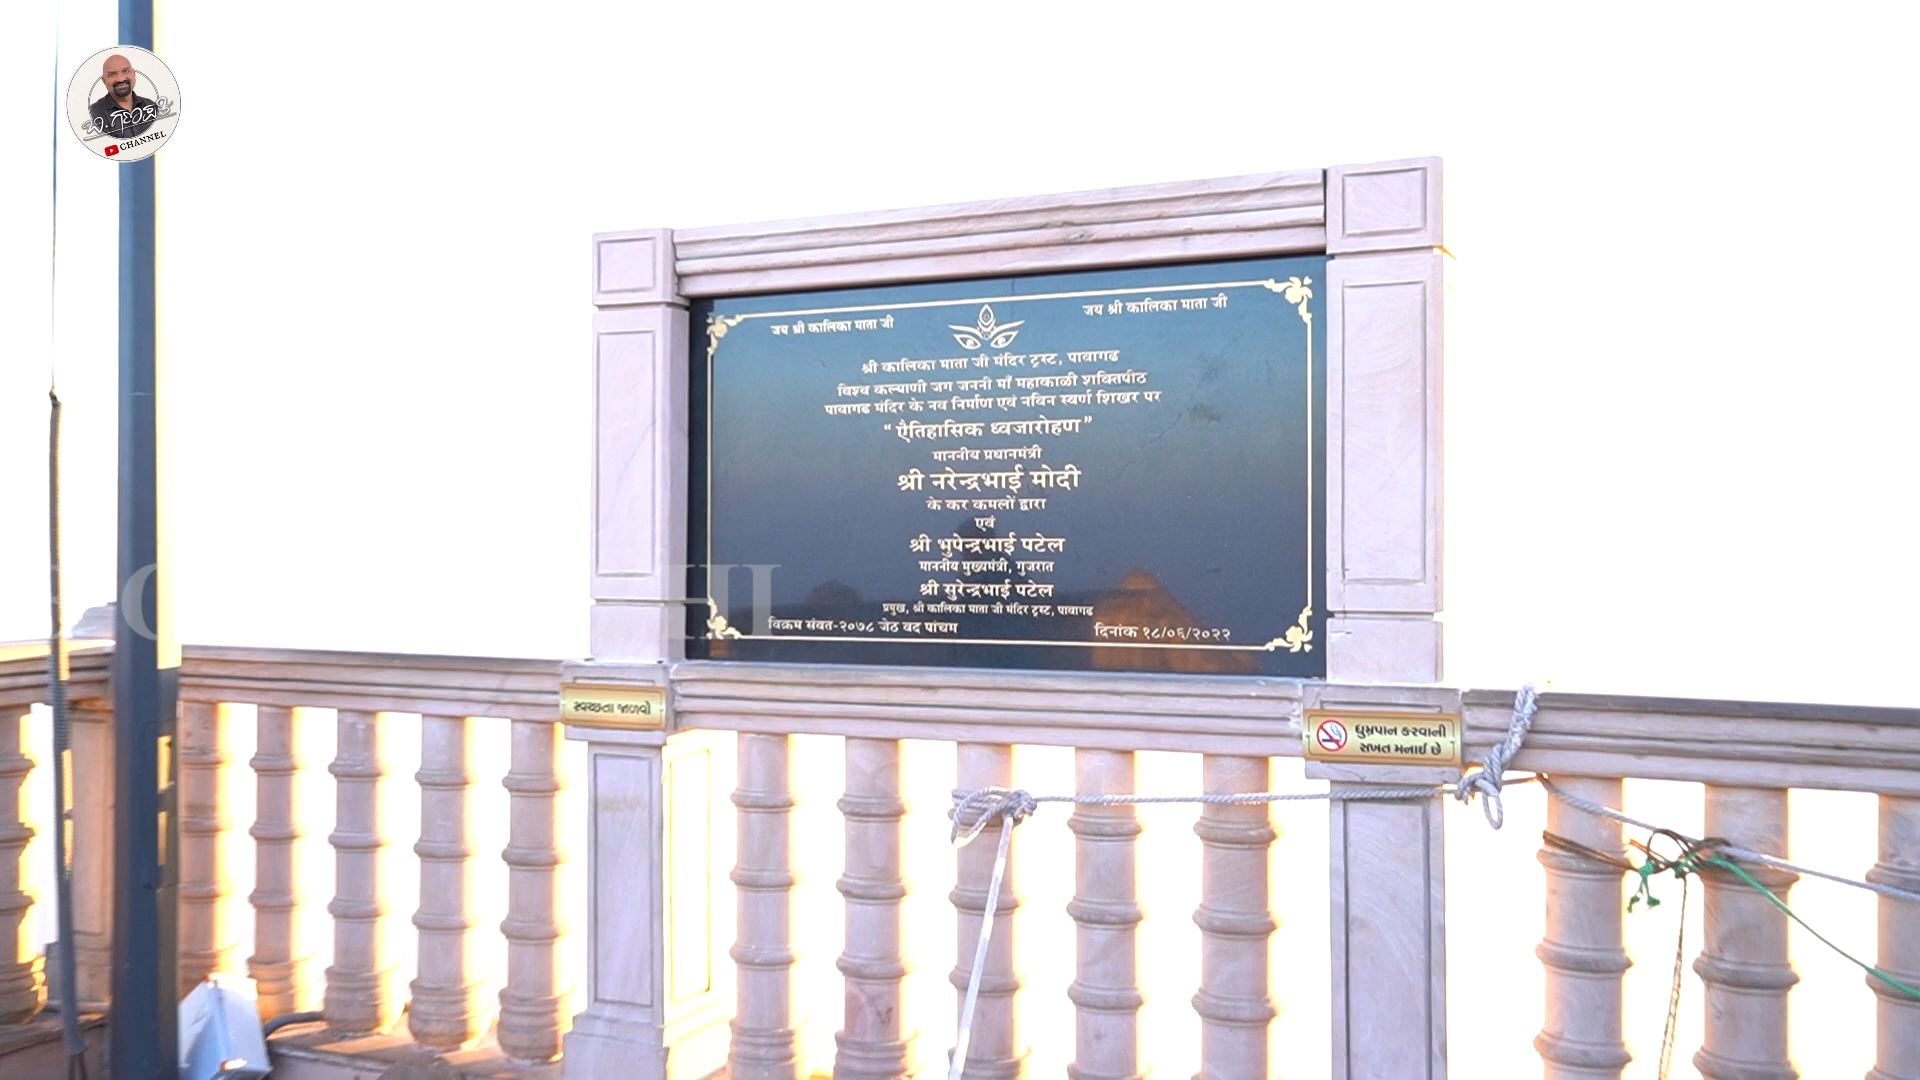 ಬಿ.ಗಣಪತಿ
CHANNEL
जय श्री कालिका माता जी
जय श्री कालिका माता जी
श्री कालिका माता जी मंदिर ट्रस्ट, पावागढ
विश्व कल्याणी जग जननी माँ महाकाळी शक्तिपीठ
पावागढ मंदिर के नव निर्माण एवं नविन स्वर्ण शिखर पर
“ऐतिहासिक ध्वजारोहण”
माननीय प्रधानमंत्री
श्री नरेन्द्रभाई मोदी
के कर कमलों द्वारा
एवं
श्री भुपेन्द्रभाई पटेल
माननीय मुख्यमंत्री, गुजरात
श्री सुरेन्द्रभाई पटेल
प्रमुख, श्री कालिका माता जी मंदिर ट्रस्ट, पावागढ
विक्रम संवत-२०७८ जेठ वद पांचम
दिनांक १८/०६/२०२२
સ્વચ્છતા જાળવો
ધુમ્રપાન કરવાની
સખત મનાઈ છે